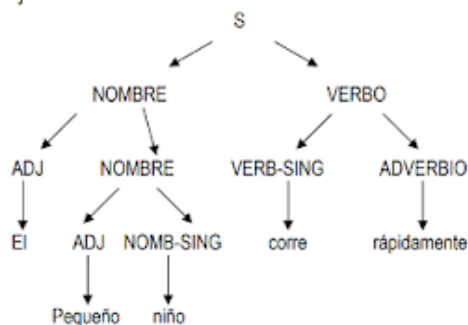 S
NOMBRE VERBO
ADJ NOMBRE VERB-SING ADVERBIO
El ADJ NOMB-SING corre rápidamente
Pequeño niño